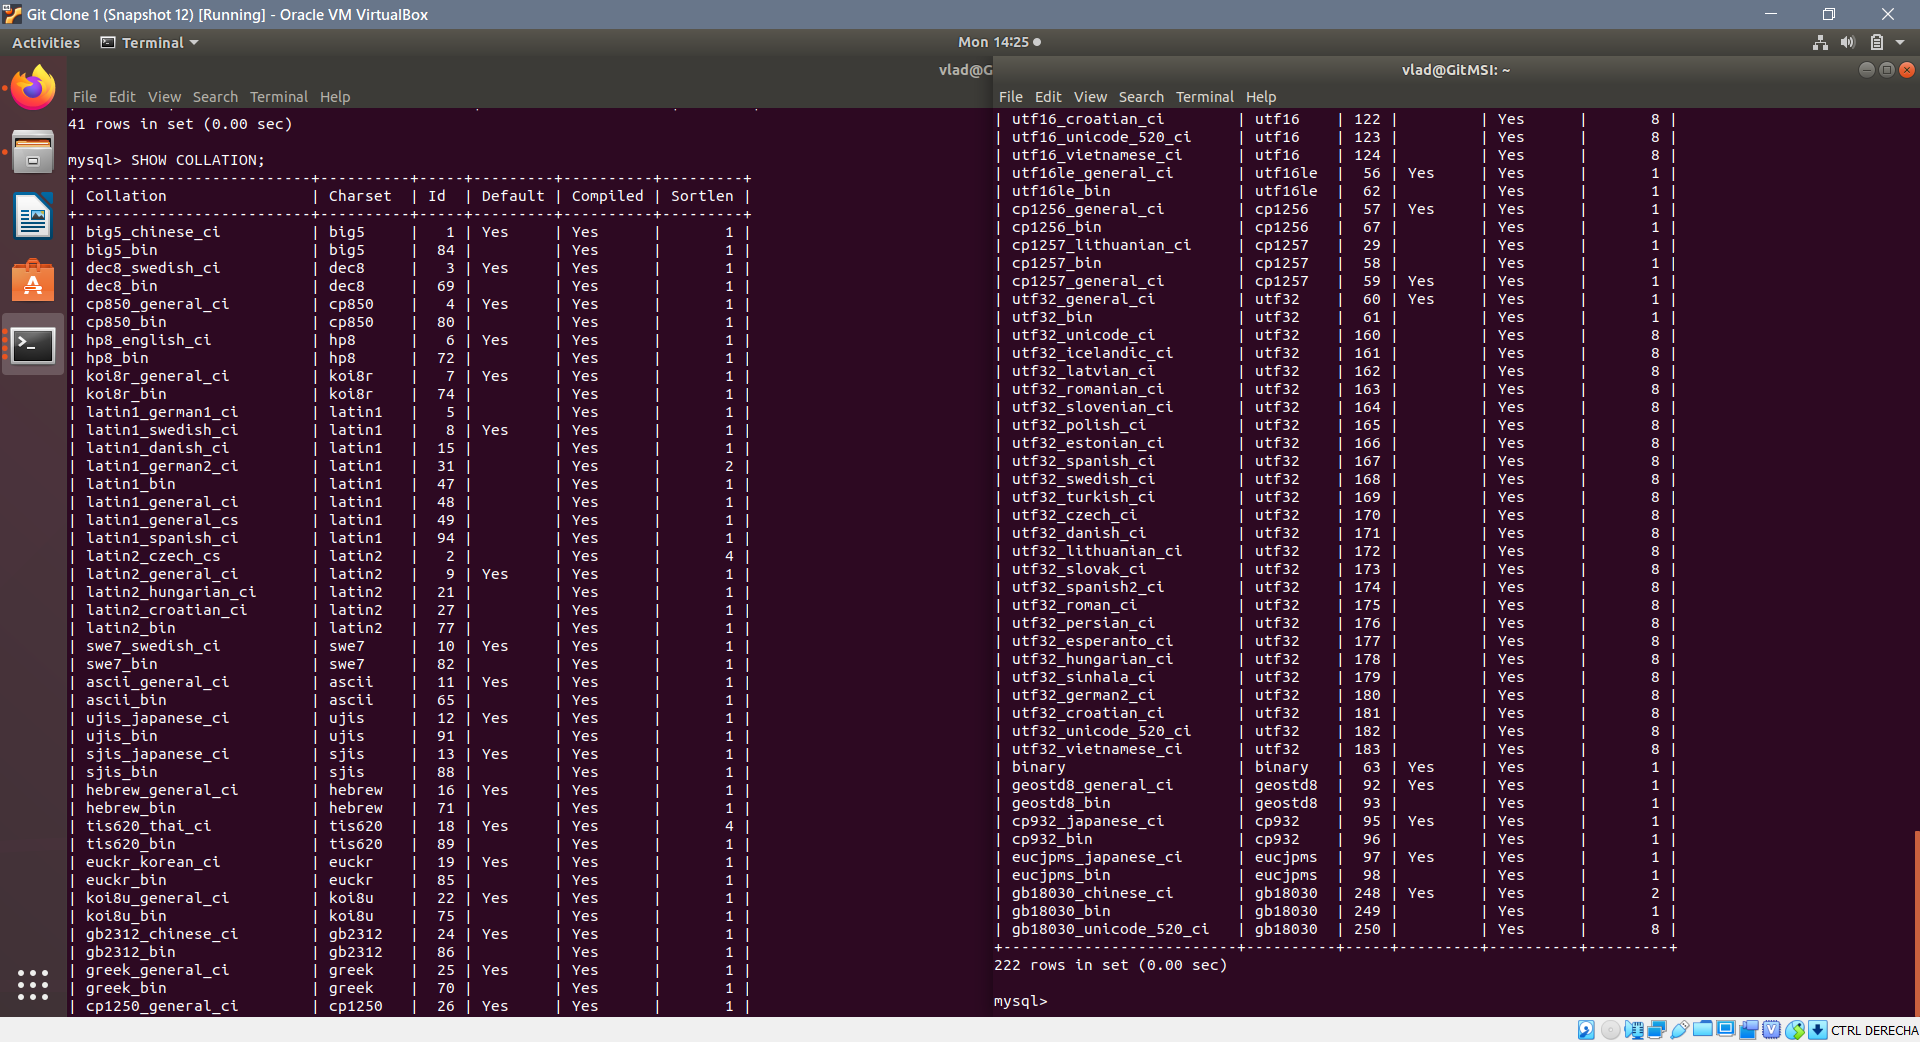 Git Clone 1 (Snapshot 12) [Running] - Oracle VM VirtualBox
Activities Terminal Mon 14:25
vlad@G
File Edit View Search Terminal Help
41 rows in set (0.00 sec)
mysql> SHOW COLLATION;
+--------------------------+----------+-----+---------+----------+---------+
| Collation | Charset | Id | Default | Compiled | Sortlen |
+--------------------------+----------+-----+---------+----------+---------+
| big5_chinese_ci | big5 | 1 | Yes | Yes | 1 |
| big5_bin | big5 | 84 | | Yes | 1 |
| dec8_swedish_ci | dec8 | 3 | Yes | Yes | 1 |
| dec8_bin | dec8 | 69 | | Yes | 1 |
| cp850_general_ci | cp850 | 4 | Yes | Yes | 1 |
| cp850_bin | cp850 | 80 | | Yes | 1 |
| hp8_english_ci | hp8 | 6 | Yes | Yes | 1 |
| hp8_bin | hp8 | 72 | | Yes | 1 |
| koi8r_general_ci | koi8r | 7 | Yes | Yes | 1 |
| koi8r_bin | koi8r | 74 | | Yes | 1 |
| latin1_german1_ci | latin1 | 5 | | Yes | 1 |
| latin1_swedish_ci | latin1 | 8 | Yes | Yes | 1 |
| latin1_danish_ci | latin1 | 15 | | Yes | 1 |
| latin1_german2_ci | latin1 | 31 | | Yes | 2 |
| latin1_bin | latin1 | 47 | | Yes | 1 |
| latin1_general_ci | latin1 | 48 | | Yes | 1 |
| latin1_general_cs | latin1 | 49 | | Yes | 1 |
| latin1_spanish_ci | latin1 | 94 | | Yes | 1 |
| latin2_czech_cs | latin2 | 2 | | Yes | 4 |
| latin2_general_ci | latin2 | 9 | Yes | Yes | 1 |
| latin2_hungarian_ci | latin2 | 21 | | Yes | 1 |
| latin2_croatian_ci | latin2 | 27 | | Yes | 1 |
| latin2_bin | latin2 | 77 | | Yes | 1 |
| swe7_swedish_ci | swe7 | 10 | Yes | Yes | 1 |
| swe7_bin | swe7 | 82 | | Yes | 1 |
| ascii_general_ci | ascii | 11 | Yes | Yes | 1 |
| ascii_bin | ascii | 65 | | Yes | 1 |
| ujis_japanese_ci | ujis | 12 | Yes | Yes | 1 |
| ujis_bin | ujis | 91 | | Yes | 1 |
| sjis_japanese_ci | sjis | 13 | Yes | Yes | 1 |
| sjis_bin | sjis | 88 | | Yes | 1 |
| hebrew_general_ci | hebrew | 16 | Yes | Yes | 1 |
| hebrew_bin | hebrew | 71 | | Yes | 1 |
| tis620_thai_ci | tis620 | 18 | Yes | Yes | 4 |
| tis620_bin | tis620 | 89 | | Yes | 1 |
| euckr_korean_ci | euckr | 19 | Yes | Yes | 1 |
| euckr_bin | euckr | 85 | | Yes | 1 |
| koi8u_general_ci | koi8u | 22 | Yes | Yes | 1 |
| koi8u_bin | koi8u | 75 | | Yes | 1 |
| gb2312_chinese_ci | gb2312 | 24 | Yes | Yes | 1 |
| gb2312_bin | gb2312 | 86 | | Yes | 1 |
| greek_general_ci | greek | 25 | Yes | Yes | 1 |
| greek_bin | greek | 70 | | Yes | 1 |
| cp1250_general_ci | cp1250 | 26 | Yes | Yes | 1 |
vlad@GitMSI: ~
File Edit View Search Terminal Help
| utf16_croatian_ci | utf16 | 122 | | Yes | 8 |
| utf16_unicode_520_ci | utf16 | 123 | | Yes | 8 |
| utf16_vietnamese_ci | utf16 | 124 | | Yes | 8 |
| utf16le_general_ci | utf16le | 56 | Yes | Yes | 1 |
| utf16le_bin | utf16le | 62 | | Yes | 1 |
| cp1256_general_ci | cp1256 | 57 | Yes | Yes | 1 |
| cp1256_bin | cp1256 | 67 | | Yes | 1 |
| cp1257_lithuanian_ci | cp1257 | 29 | | Yes | 1 |
| cp1257_bin | cp1257 | 58 | | Yes | 1 |
| cp1257_general_ci | cp1257 | 59 | Yes | Yes | 1 |
| utf32_general_ci | utf32 | 60 | Yes | Yes | 1 |
| utf32_bin | utf32 | 61 | | Yes | 1 |
| utf32_unicode_ci | utf32 | 160 | | Yes | 8 |
| utf32_icelandic_ci | utf32 | 161 | | Yes | 8 |
| utf32_latvian_ci | utf32 | 162 | | Yes | 8 |
| utf32_romanian_ci | utf32 | 163 | | Yes | 8 |
| utf32_slovenian_ci | utf32 | 164 | | Yes | 8 |
| utf32_polish_ci | utf32 | 165 | | Yes | 8 |
| utf32_estonian_ci | utf32 | 166 | | Yes | 8 |
| utf32_spanish_ci | utf32 | 167 | | Yes | 8 |
| utf32_swedish_ci | utf32 | 168 | | Yes | 8 |
| utf32_turkish_ci | utf32 | 169 | | Yes | 8 |
| utf32_czech_ci | utf32 | 170 | | Yes | 8 |
| utf32_danish_ci | utf32 | 171 | | Yes | 8 |
| utf32_lithuanian_ci | utf32 | 172 | | Yes | 8 |
| utf32_slovak_ci | utf32 | 173 | | Yes | 8 |
| utf32_spanish2_ci | utf32 | 174 | | Yes | 8 |
| utf32_roman_ci | utf32 | 175 | | Yes | 8 |
| utf32_persian_ci | utf32 | 176 | | Yes | 8 |
| utf32_esperanto_ci | utf32 | 177 | | Yes | 8 |
| utf32_hungarian_ci | utf32 | 178 | | Yes | 8 |
| utf32_sinhala_ci | utf32 | 179 | | Yes | 8 |
| utf32_german2_ci | utf32 | 180 | | Yes | 8 |
| utf32_croatian_ci | utf32 | 181 | | Yes | 8 |
| utf32_unicode_520_ci | utf32 | 182 | | Yes | 8 |
| utf32_vietnamese_ci | utf32 | 183 | | Yes | 8 |
| binary | binary | 63 | Yes | Yes | 1 |
| geostd8_general_ci | geostd8 | 92 | Yes | Yes | 1 |
| geostd8_bin | geostd8 | 93 | | Yes | 1 |
| cp932_japanese_ci | cp932 | 95 | Yes | Yes | 1 |
| cp932_bin | cp932 | 96 | | Yes | 1 |
| eucjpms_japanese_ci | eucjpms | 97 | Yes | Yes | 1 |
| eucjpms_bin | eucjpms | 98 | | Yes | 1 |
| gb18030_chinese_ci | gb18030 | 248 | Yes | Yes | 2 |
| gb18030_bin | gb18030 | 249 | | Yes | 1 |
| gb18030_unicode_520_ci | gb18030 | 250 | | Yes | 8 |
+--------------------------+----------+-----+---------+----------+---------+
222 rows in set (0.00 sec)
mysql>
CTRL DERECHA